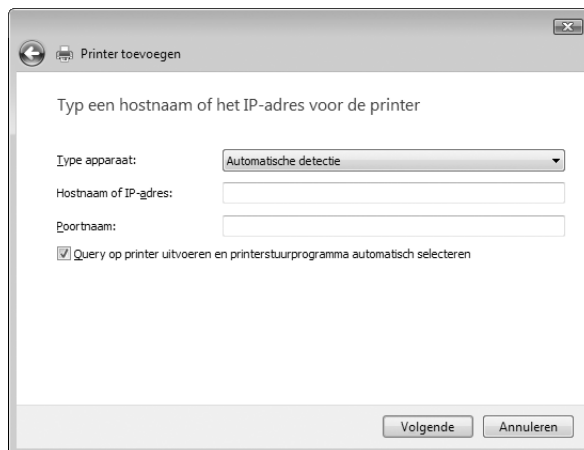 Printer toevoegen
Typ een hostnaam of het IP-adres voor de printer
Type apparaat: Automatische detectie
Hostnaam of IP-adres:
Poortnaam:
Query op printer uitvoeren en printerstuurprogramma automatisch selecteren
Volgende Annuleren